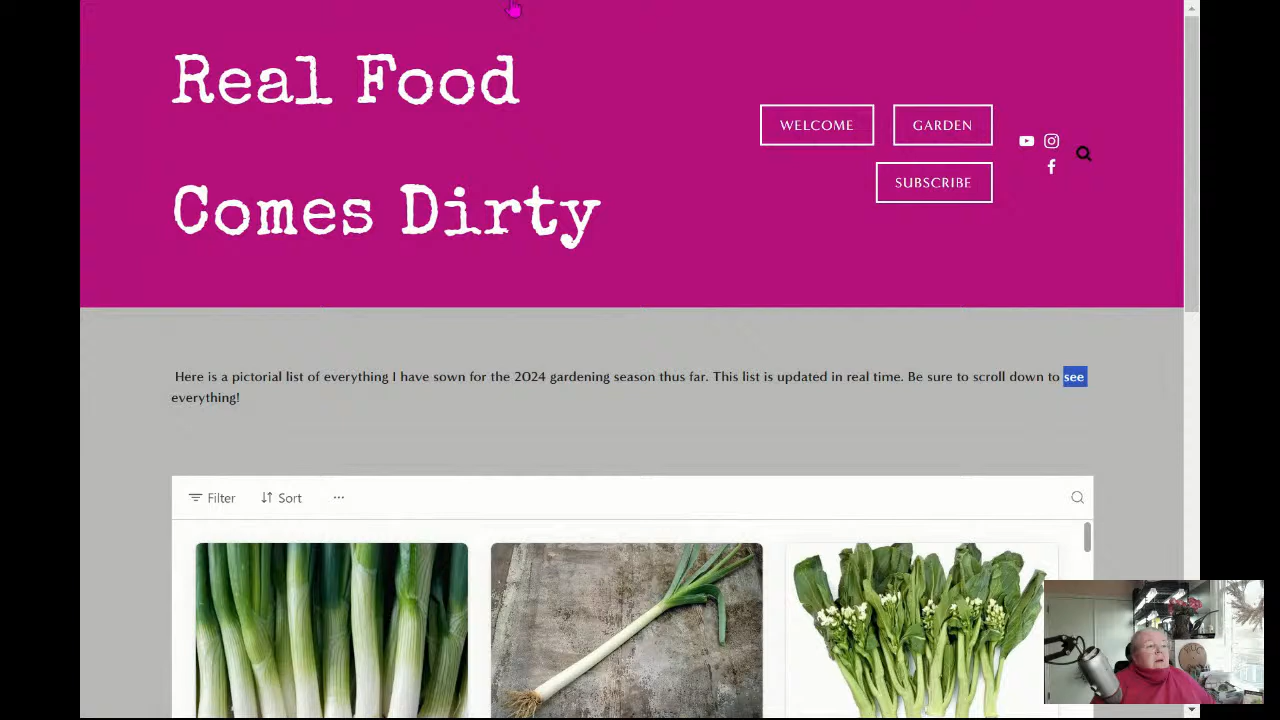 Real Food
Comes Dirty
WELCOME
GARDEN
SUBSCRIBE
Here is a pictorial list of everything I have sown for the 2024 gardening season thus far. This list is updated in real time. Be sure to scroll down to see
everything!
Filter
Sort